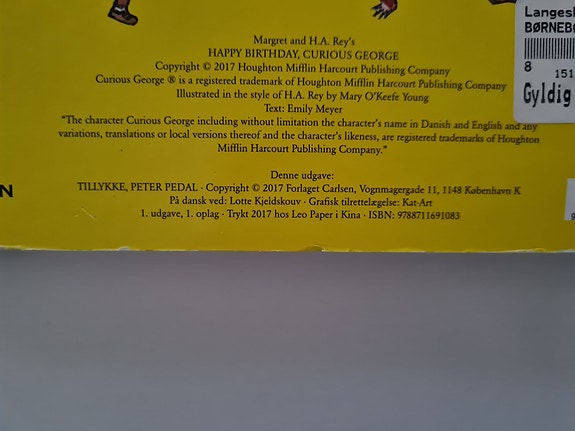 Margret and H.A. Rey's
HAPPY BIRTHDAY, CURIOUS GEORGE
Copyright © 2017 Houghton Mifflin Harcourt Publishing Company
Curious George ® is a registered trademark of Houghton Mifflin Harcourt Publishing Company
Illustrated in the style of H.A. Rey by Mary O'Keefe Young
Text: Emily Meyer
"The character Curious George including without limitation the character's name in Danish and English and any
variations, translations or local versions thereof and the character's likeness, are registered trademarks of Houghton
Mifflin Harcourt Publishing Company."
Denne udgave:
TILLYKKE, PETER PEDAL · Copyright © 2017 Forlaget Carlsen, Vognmagergade 11, 1148 København K
På dansk ved: Lotte Kjeldskouv · Grafisk tilrettelægelse: Kat·Art
1. udgave, 1. oplag · Trykt 2017 hos Leo Paper i Kina · ISBN: 9788711691083
N
8 151
Gyldig